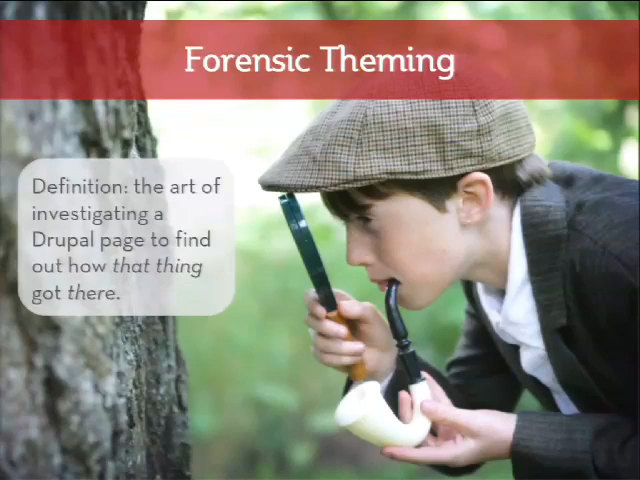 Forensic Theming
Definition: the art of
investigating a
Drupal page to find
out how that thing
got there.